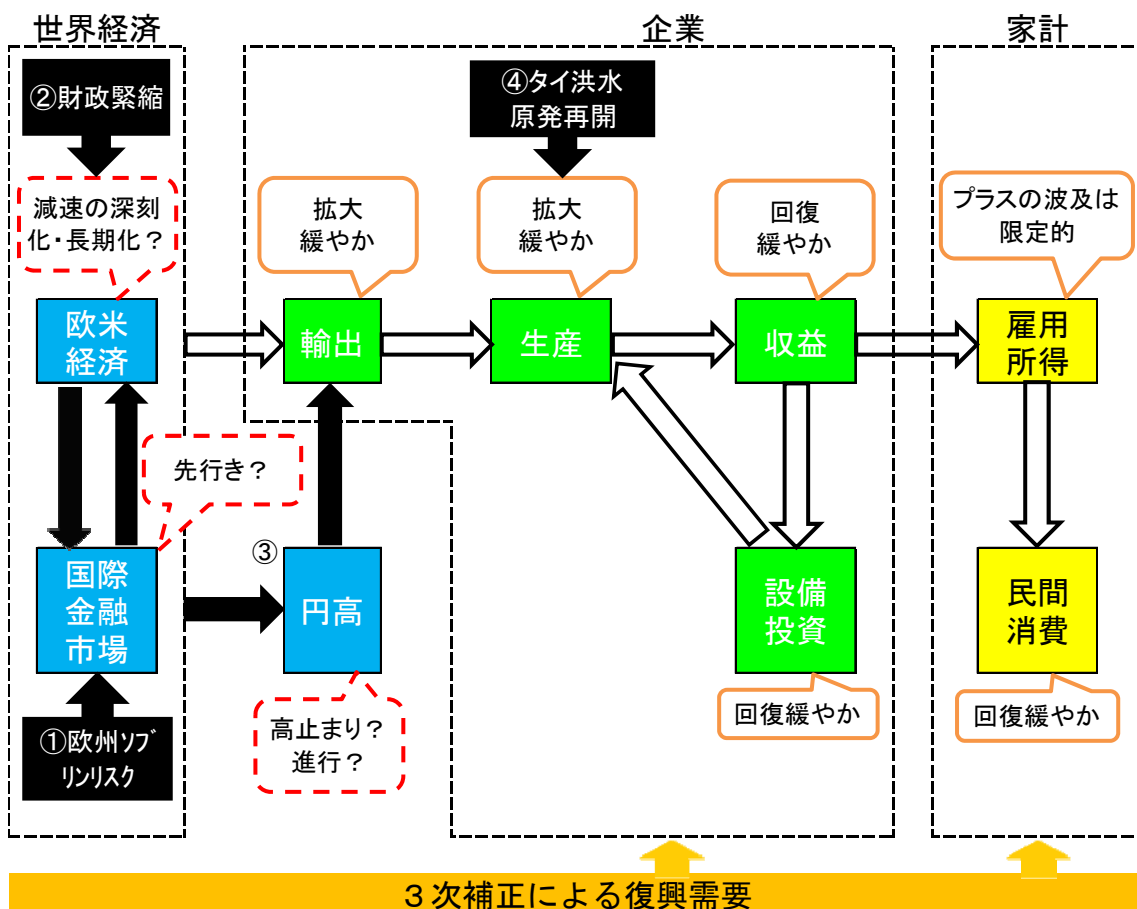 世界経済
企業
家計
②財政緊縮
④タイ洪水
原発再開
減速の深刻
化・長期化？
拡大
緩やか
拡大
緩やか
回復
緩やか
プラスの波及は
限定的
欧米
経済
輸出
生産
収益
雇用
所得
先行き？
③
国際
金融
市場
円高
設備
投資
民間
消費
①欧州ｿﾌﾞ
ﾘﾝﾘｽｸ
高止まり？
進行？
回復緩やか
回復緩やか
３次補正による復興需要